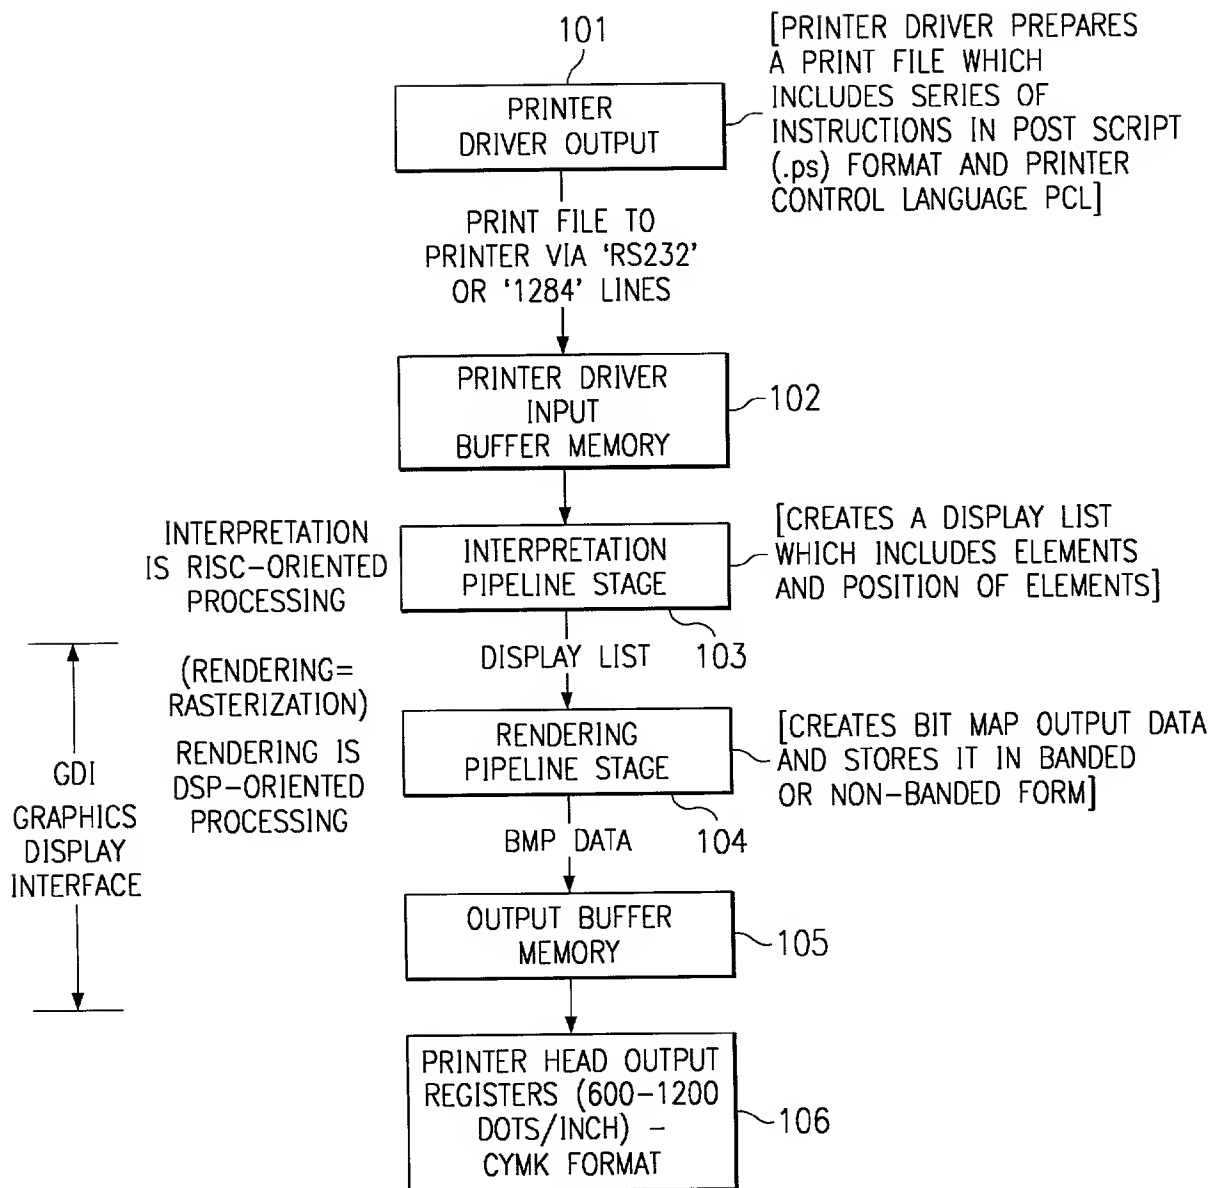 101
PRINTER
DRIVER OUTPUT
[PRINTER DRIVER PREPARES
A PRINT FILE WHICH
INCLUDES SERIES OF
INSTRUCTIONS IN POST SCRIPT
(.ps) FORMAT AND PRINTER
CONTROL LANGUAGE PCL]
PRINT FILE TO
PRINTER VIA 'RS232'
OR '1284' LINES
PRINTER DRIVER
INPUT
BUFFER MEMORY
102
INTERPRETATION
IS RISC-ORIENTED
PROCESSING
INTERPRETATION
PIPELINE STAGE
[CREATES A DISPLAY LIST
WHICH INCLUDES ELEMENTS
AND POSITION OF ELEMENTS]
103
DISPLAY LIST
(RENDERING=
RASTERIZATION)
RENDERING IS
DSP-ORIENTED
PROCESSING
RENDERING
PIPELINE STAGE
[CREATES BIT MAP OUTPUT DATA
AND STORES IT IN BANDED
OR NON-BANDED FORM]
104
GDI
GRAPHICS
DISPLAY
INTERFACE
BMP DATA
OUTPUT BUFFER
MEMORY
105
PRINTER HEAD OUTPUT
REGISTERS (600-1200
DOTS/INCH) -
CYMK FORMAT
106